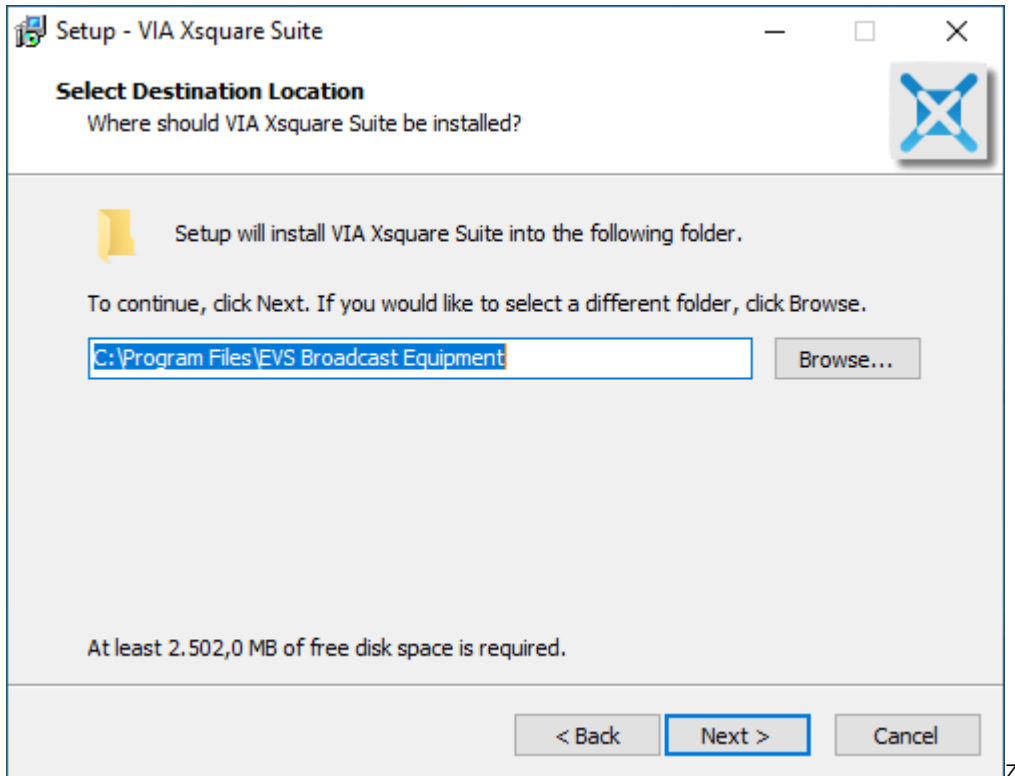 Setup - VIA Xsquare Suite
Select Destination Location
Where should VIA Xsquare Suite be installed?
Setup will install VIA Xsquare Suite into the following folder.
To continue, click Next. If you would like to select a different folder, click Browse.
C:\Program Files\EVS Broadcast Equipment
Browse...
At least 2.502,0 MB of free disk space is required.
< Back
Next >
Cancel